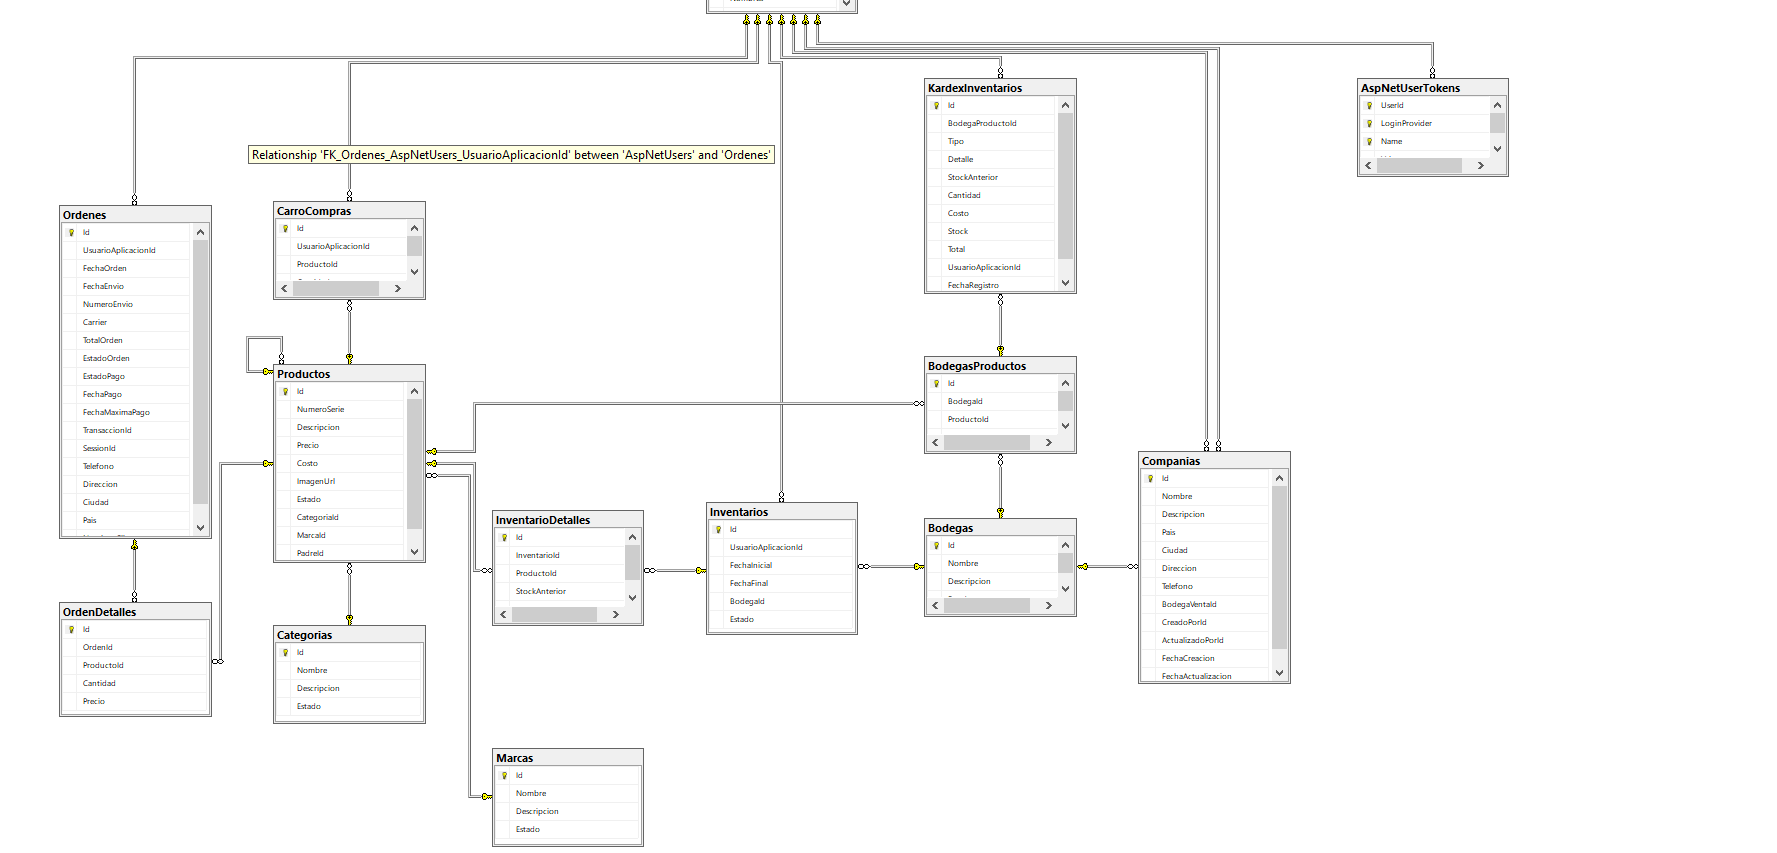 KardexInventarios
Id
BodegaProductoId
Tipo
Detalle
StockAnterior
Cantidad
Costo
Stock
Total
UsuarioAplicacionId
FechaRegistro
AspNetUserTokens
UserId
LoginProvider
Name
Relationship 'FK_Ordenes_AspNetUsers_UsuarioAplicacionId' between 'AspNetUsers' and 'Ordenes'
Ordenes
Id
UsuarioAplicacionId
FechaOrden
FechaEnvio
NumeroEnvio
Carrier
TotalOrden
EstadoOrden
EstadoPago
FechaPago
FechaMaximaPago
TransaccionId
SessionId
Telefono
Direccion
Ciudad
Pais
CarroCompras
Id
UsuarioAplicacionId
ProductoId
Productos
Id
NumeroSerie
Descripcion
Precio
Costo
ImagenUrl
Estado
CategoriaId
MarcaId
PadreId
BodegasProductos
Id
BodegaId
ProductoId
Companias
Id
Nombre
Descripcion
Pais
Ciudad
Direccion
Telefono
BodegaVentaId
CreadoPorId
ActualizadoPorId
FechaCreacion
FechaActualizacion
InventarioDetalles
Id
InventarioId
ProductoId
StockAnterior
Inventarios
Id
UsuarioAplicacionId
FechaInicial
FechaFinal
BodegaId
Estado
Bodegas
Id
Nombre
Descripcion
OrdenDetalles
Id
OrdenId
ProductoId
Cantidad
Precio
Categorias
Id
Nombre
Descripcion
Estado
Marcas
Id
Nombre
Descripcion
Estado